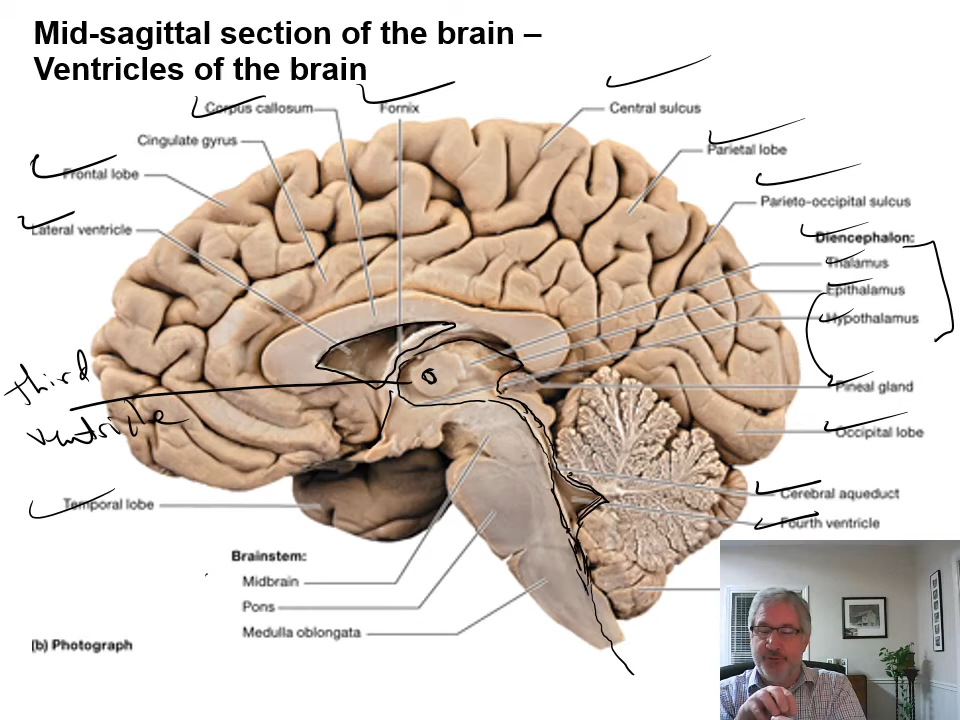 Mid-sagittal section of the brain –
Ventricles of the brain
Corpus callosum
Fornix
Central sulcus
Cingulate gyrus
Parietal lobe
Frontal lobe
Parieto-occipital sulcus
Lateral ventricle
Diencephalon:
Thalamus
Epithalamus
Hypothalamus
third
ventricle
Pineal gland
Occipital lobe
Temporal lobe
Cerebral aqueduct
Fourth ventricle
Brainstem:
Midbrain
Pons
Medulla oblongata
(b) Photograph